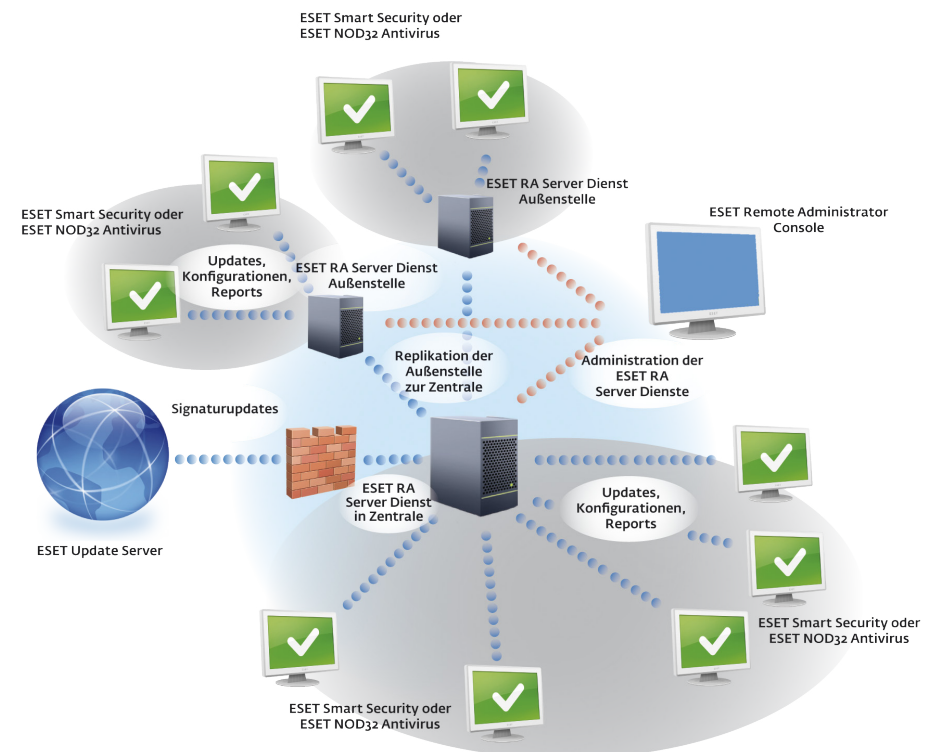 ESET Smart Security oder
ESET NOD32 Antivirus
ESET RA Server Dienst
Außenstelle
ESET Smart Security oder
ESET NOD32 Antivirus
ESET Remote Administrator
Console
Updates,
Konfigurationen,
Reports
ESET RA Server Dienst
Außenstelle
Replikation der
Außenstelle
zur Zentrale
Administration der
ESET RA
Server Dienste
Signaturupdates
ESET RA
Server Dienst
in Zentrale
Updates,
Konfigurationen,
Reports
ESET Update Server
ESET Smart Security oder
ESET NOD32 Antivirus
ESET Smart Security oder
ESET NOD32 Antivirus